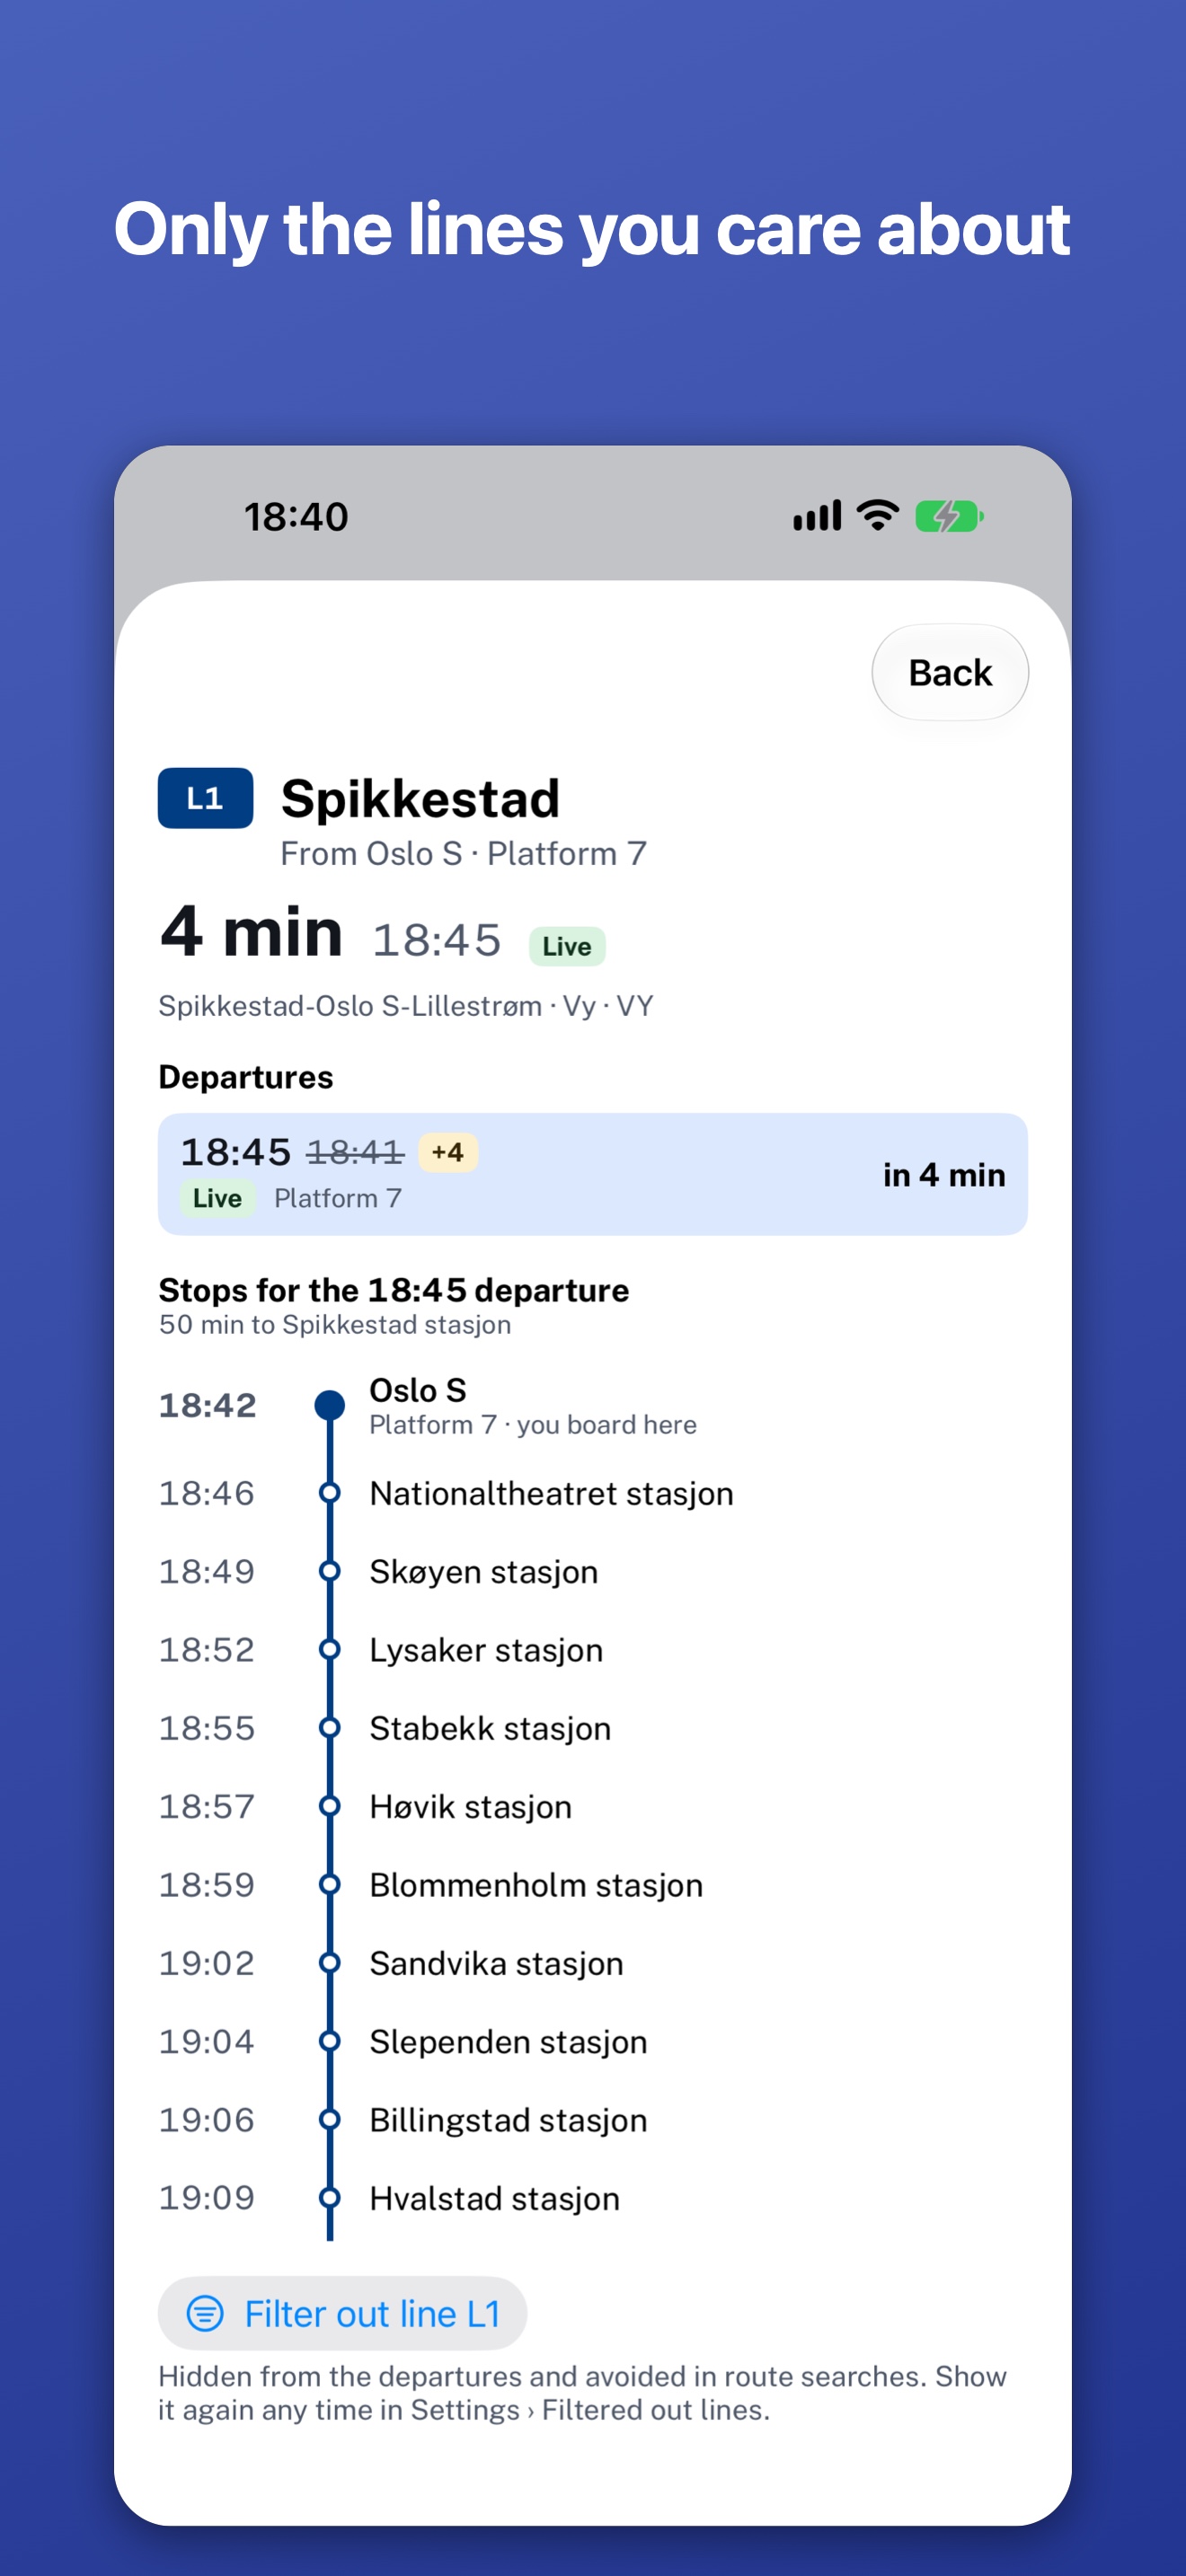 Only the lines you care about
18:40
Back
L1 Spikkestad
From Oslo S · Platform 7
4 min 18:45 Live
Spikkestad-Oslo S-Lillestrøm · Vy · VY
Departures
18:45 18:41 +4
in 4 min
Live Platform 7
Stops for the 18:45 departure
50 min to Spikkestad stasjon
18:42 Oslo S
Platform 7 · you board here
18:46 Nationaltheatret stasjon
18:49 Skøyen stasjon
18:52 Lysaker stasjon
18:55 Stabekk stasjon
18:57 Høvik stasjon
18:59 Blommenholm stasjon
19:02 Sandvika stasjon
19:04 Slependen stasjon
19:06 Billingstad stasjon
19:09 Hvalstad stasjon
Filter out line L1
Hidden from the departures and avoided in route searches. Show
it again any time in Settings › Filtered out lines.